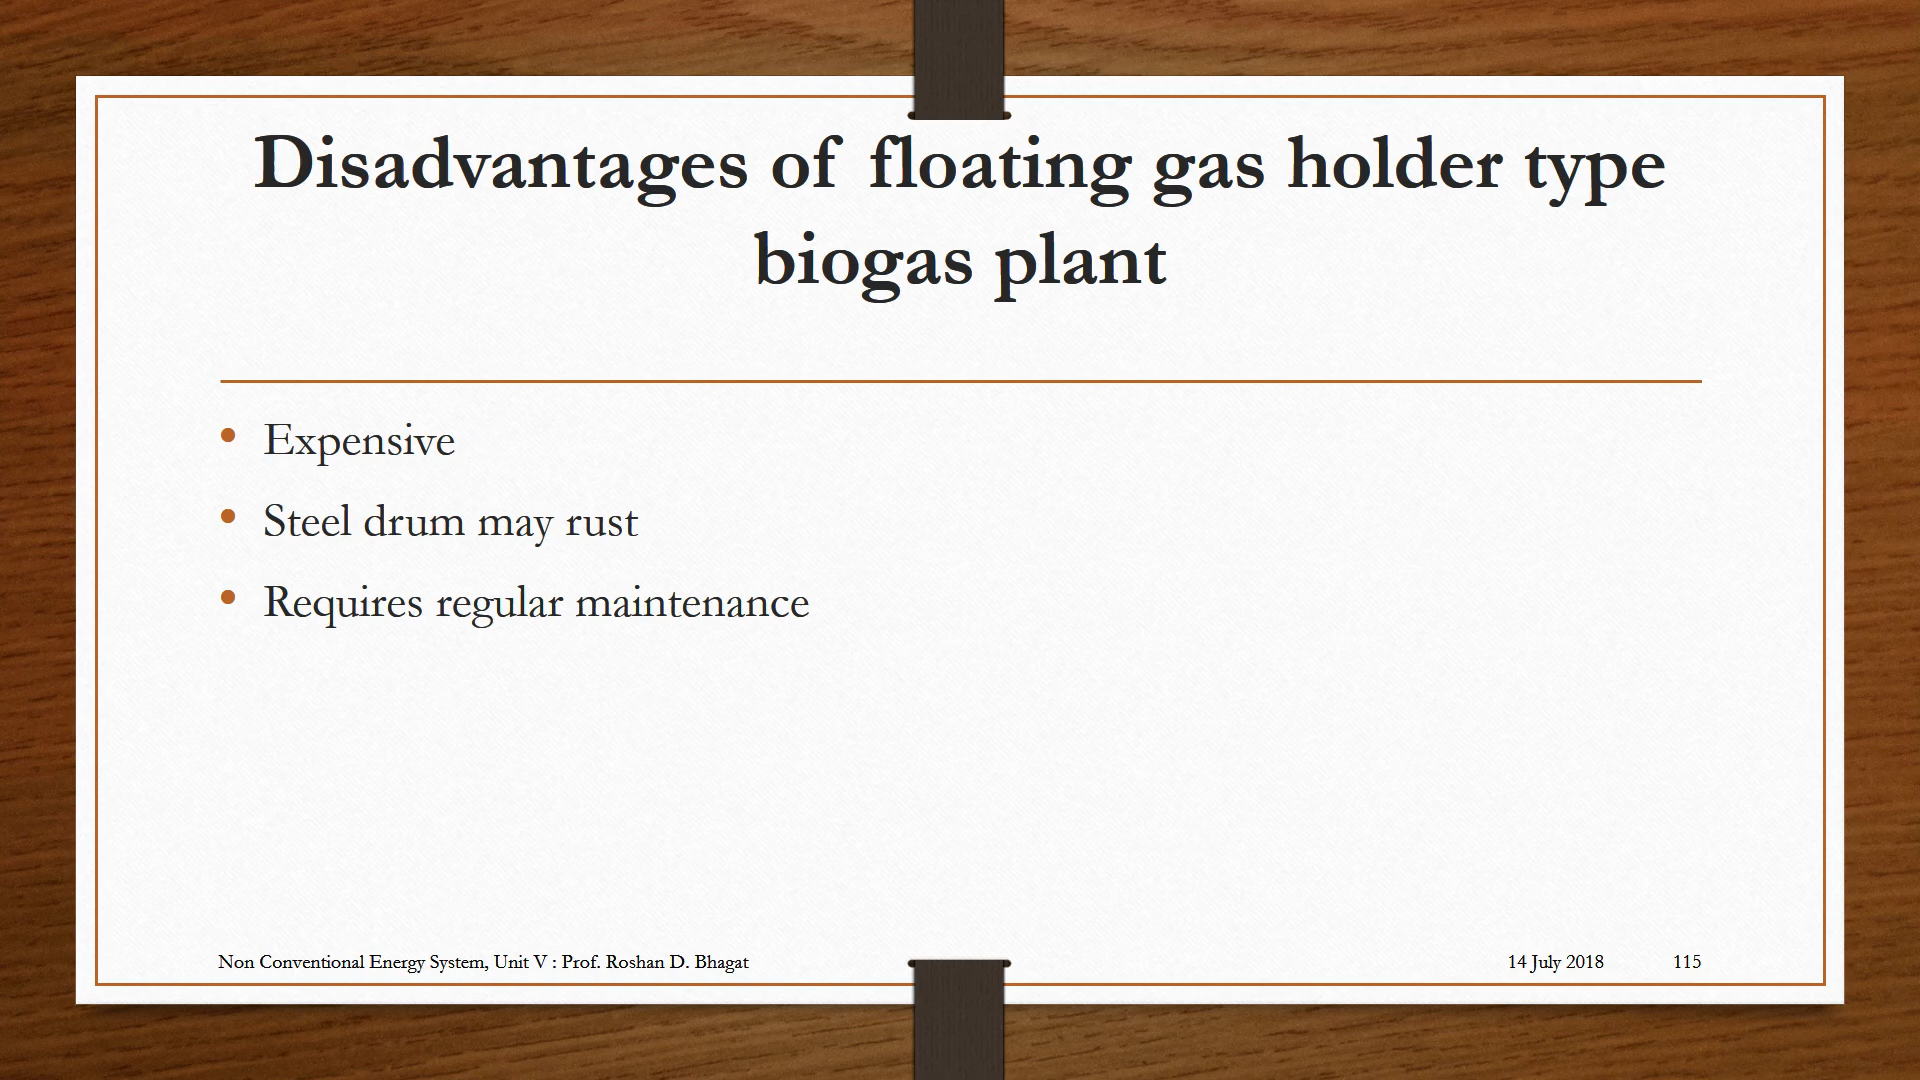 Disadvantages of floating gas holder type
biogas plant
• Expensive
• Steel drum may rust
• Requires regular maintenance
Non Conventional Energy System, Unit V : Prof. Roshan D. Bhagat
14 July 2018
115